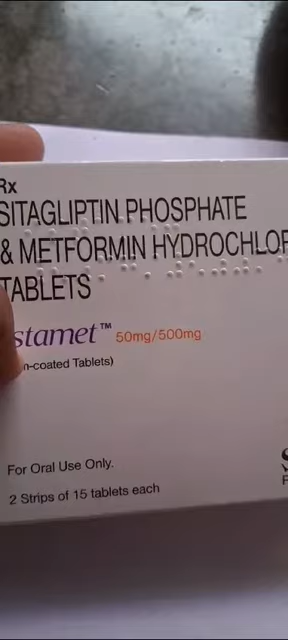 Rx
SITAGLIPTIN PHOSPHATE
& METFORMIN HYDROCHLOR
TABLETS
stamet™ 50mg/500mg
n-coated Tablets)
For Oral Use Only.
2 Strips of 15 tablets each